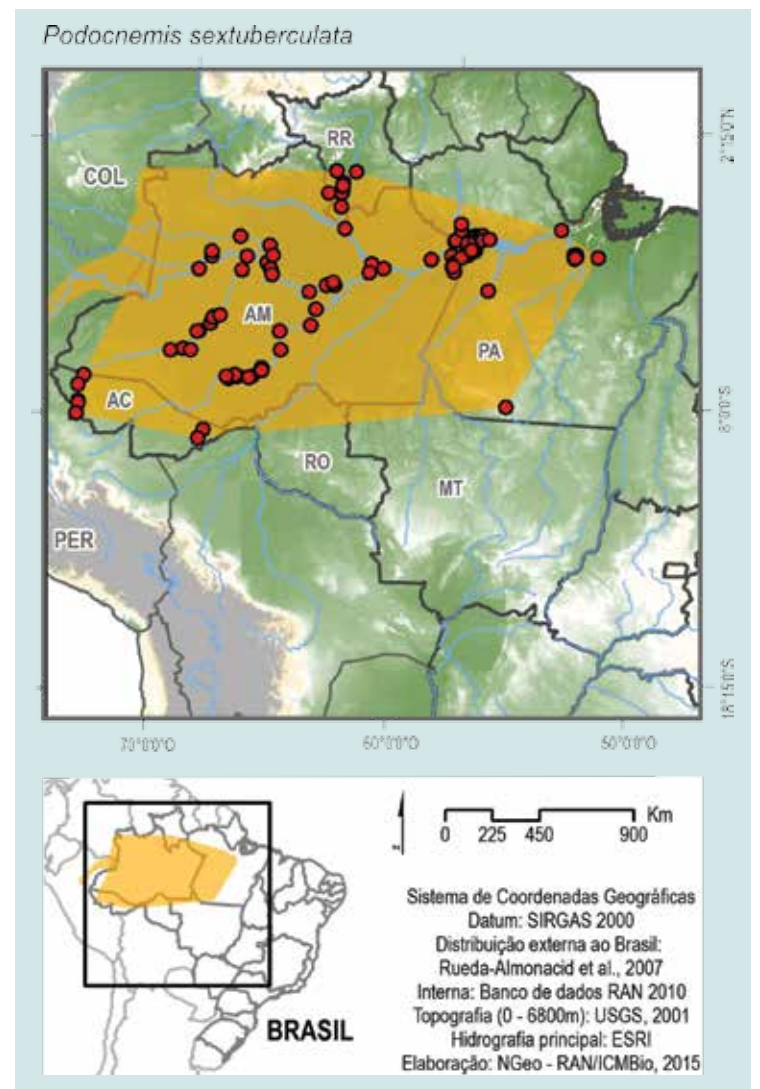 Podocnemis sextuberculata
RR
COL
AM
PA
AC
RO
MT
PER
2°15'0"N
8°0'0"S
18°15'0"S
70°0'0"O
60°0'0"O
50°0'0"O
BRASIL
Km
0 225 450 900
Sistema de Coordenadas Geográficas
Datum: SIRGAS 2000
Distribuição externa ao Brasil:
Rueda-Almonacid et al., 2007
Interna: Banco de dados RAN 2010
Topografia (0 - 6800m): USGS, 2001
Hidrografia principal: ESRI
Elaboração: NGeo - RAN/ICMBio, 2015